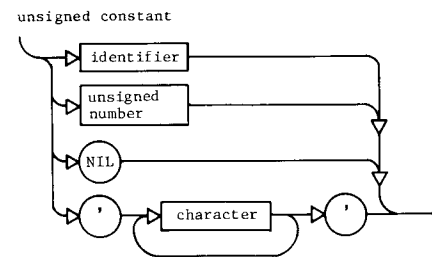 unsigned constant
identifier
unsigned
number
NIL
' character '